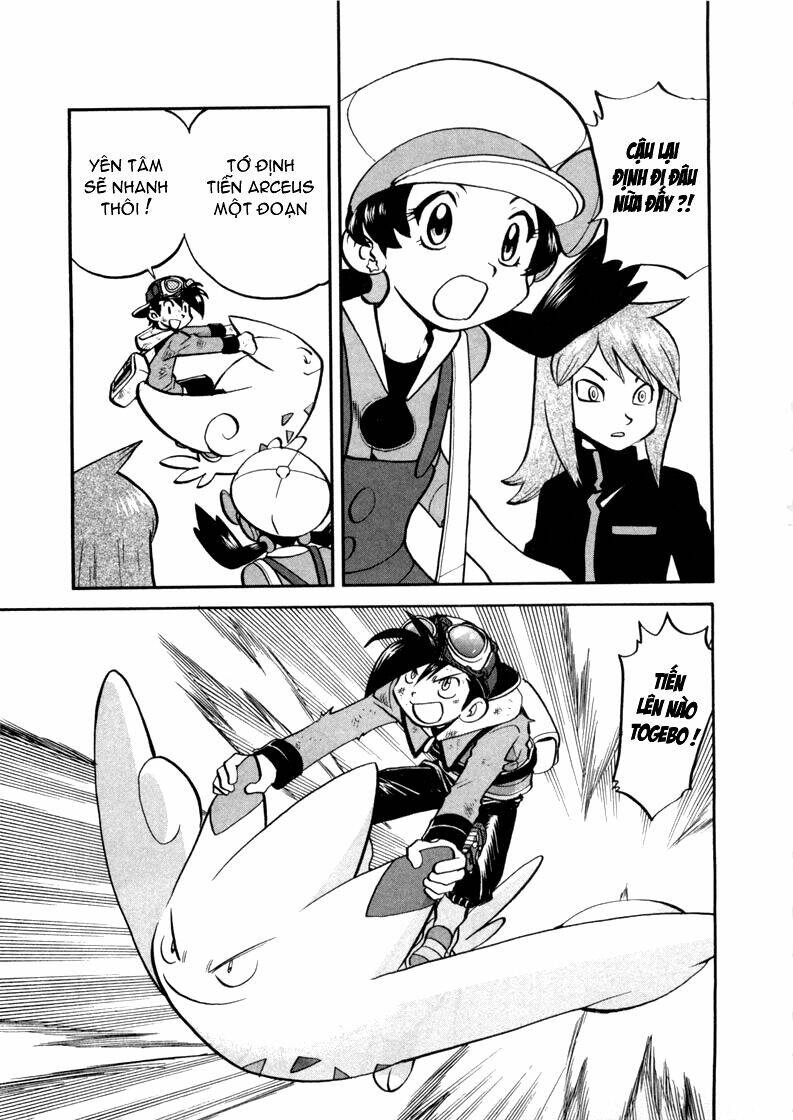 CẬU LẠI
ĐỊNH ĐI ĐÂU
NỮA ĐẤY ?!
TỚ ĐỊNH
TIỄN ARCEUS
MỘT ĐOẠN
YÊN TÂM
SẼ NHANH
THÔI !
TIẾN
LÊN NÀO
TOGEBO !